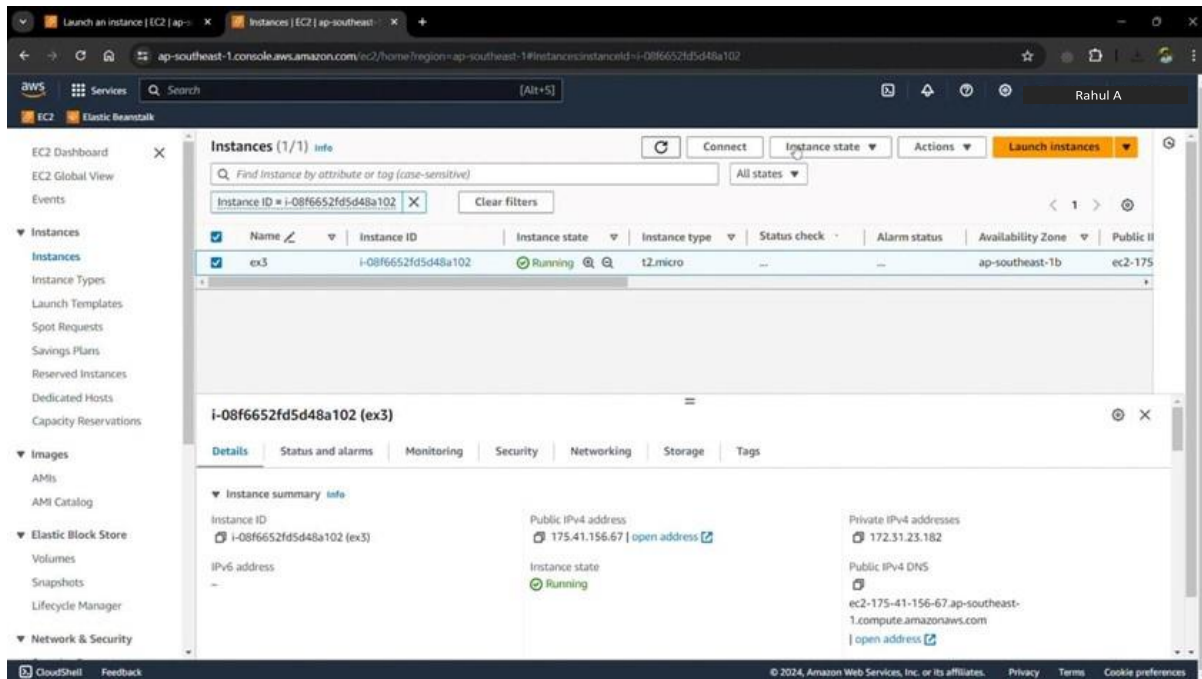 Launch an instance | EC2 | ap-s
Instances | EC2 | ap-southeast-1
ap-southeast-1.console.aws.amazon.com/ec2/home?region=ap-southeast-1#Instances:instanceId=i-08f6652fd5d48a102
aws Services Search [Alt+S] Rahul A
EC2 Elastic Beanstalk
EC2 Dashboard
EC2 Global View
Events
Instances
Instances
Instance Types
Launch Templates
Spot Requests
Savings Plans
Reserved Instances
Dedicated Hosts
Capacity Reservations
Images
AMIs
AMI Catalog
Elastic Block Store
Volumes
Snapshots
Lifecycle Manager
Network & Security
Instances (1/1) Info
Connect Instance state Actions Launch instances
Find Instance by attribute or tag (case-sensitive) All states
Instance ID = i-08f6652fd5d48a102 Clear filters
1
Name Instance ID Instance state Instance type Status check Alarm status Availability Zone Public I
ex3 i-08f6652fd5d48a102 Running t2.micro – – ap-southeast-1b ec2-175
i-08f6652fd5d48a102 (ex3)
Details Status and alarms Monitoring Security Networking Storage Tags
Instance summary Info
Instance ID
i-08f6652fd5d48a102 (ex3)
IPv6 address
–
Public IPv4 address
175.41.156.67 | open address
Instance state
Running
Private IPv4 addresses
172.31.23.182
Public IPv4 DNS
ec2-175-41-156-67.ap-southeast-
1.compute.amazonaws.com
| open address
CloudShell Feedback © 2024, Amazon Web Services, Inc. or its affiliates. Privacy Terms Cookie preferences